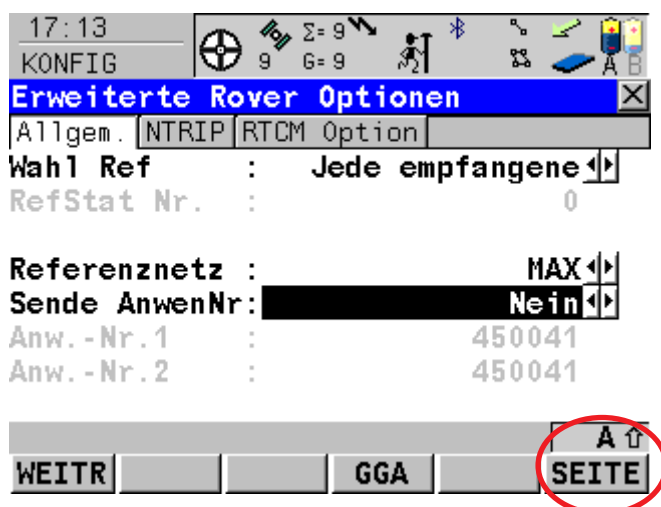 17:13
KONFIG
9
Σ= 9
G= 9
2
A B
Erweiterte Rover Optionen
Allgem. NTRIP RTCM Option
Wahl Ref : Jede empfangene
RefStat Nr. : 0
Referenznetz : MAX
Sende AnwenNr: Nein
Anw.-Nr.1 : 450041
Anw.-Nr.2 : 450041
A ⇧
WEITR GGA SEITE